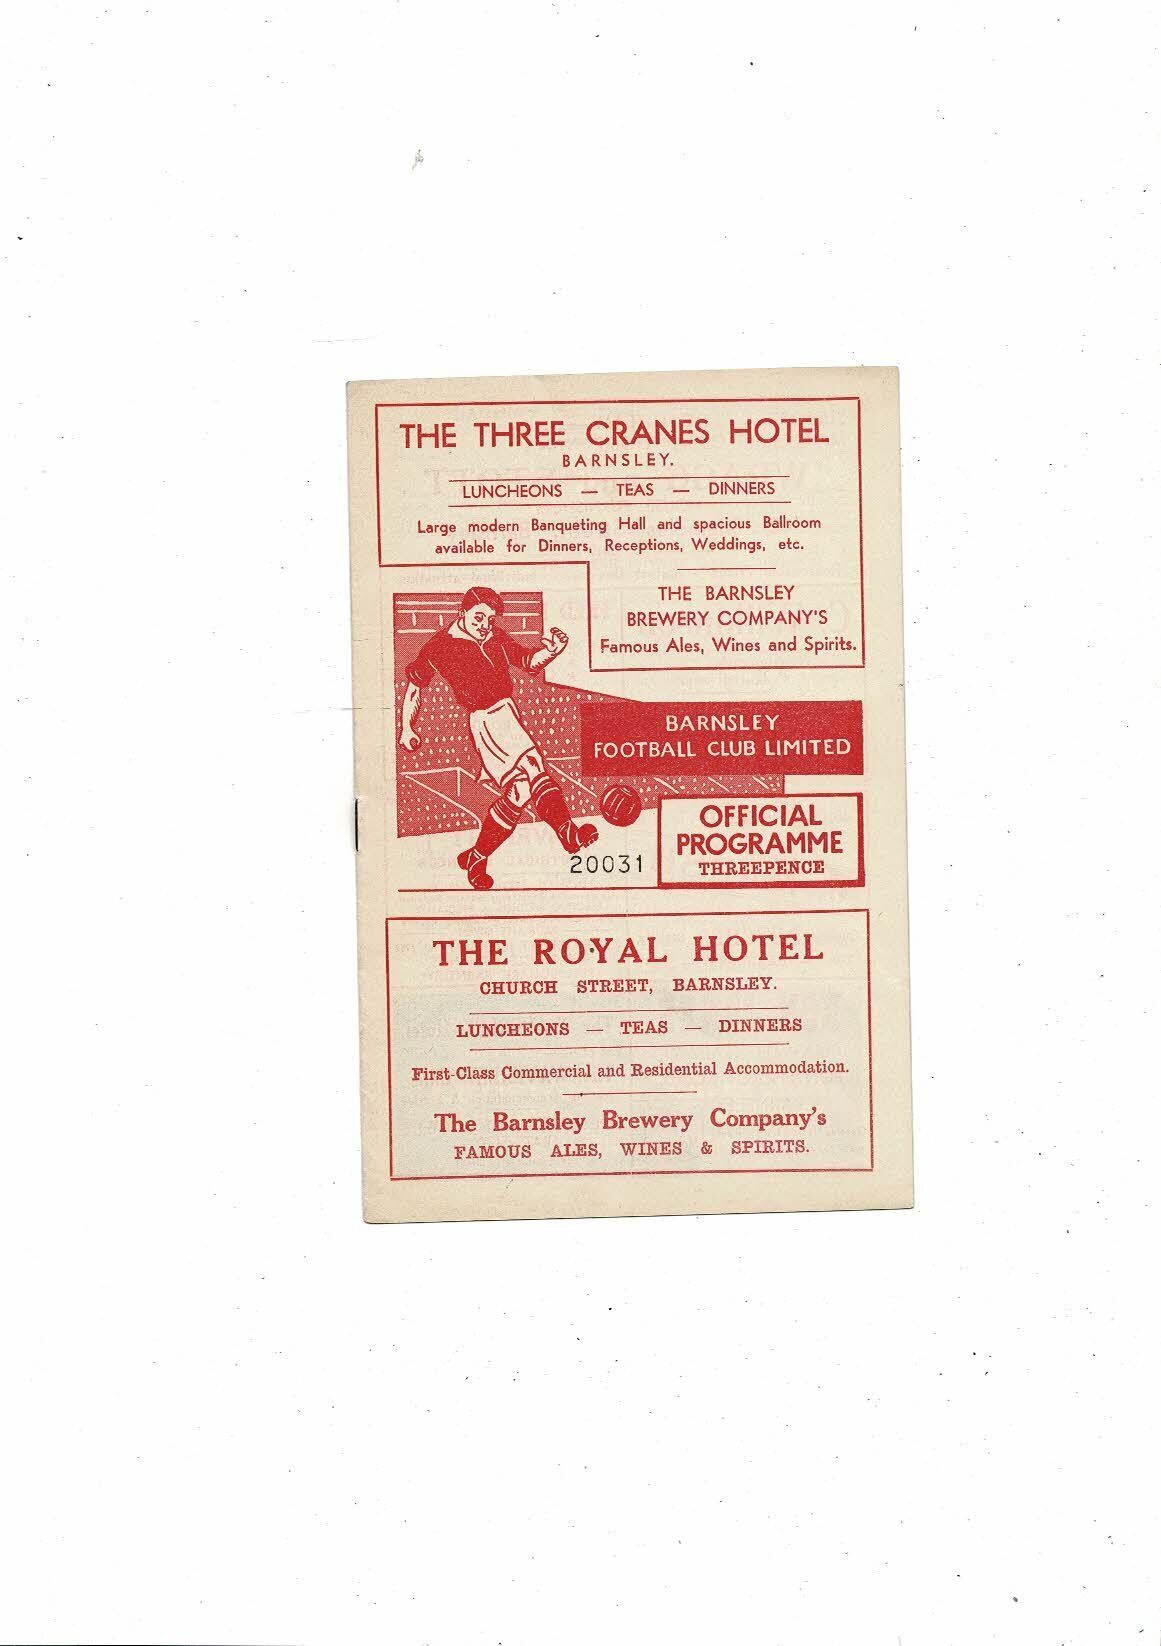 THE THREE CRANES HOTEL
BARNSLEY.
LUNCHEONS — TEAS — DINNERS
Large modern Banqueting Hall and spacious Ballroom
available for Dinners, Receptions, Weddings, etc.
THE BARNSLEY
BREWERY COMPANY'S
Famous Ales, Wines and Spirits.
BARNSLEY
FOOTBALL CLUB LIMITED
OFFICIAL
PROGRAMME
THREEPENCE
20031
THE ROYAL HOTEL
CHURCH STREET, BARNSLEY.
LUNCHEONS — TEAS — DINNERS
First-Class Commercial and Residential Accommodation.
The Barnsley Brewery Company's
FAMOUS ALES, WINES & SPIRITS.